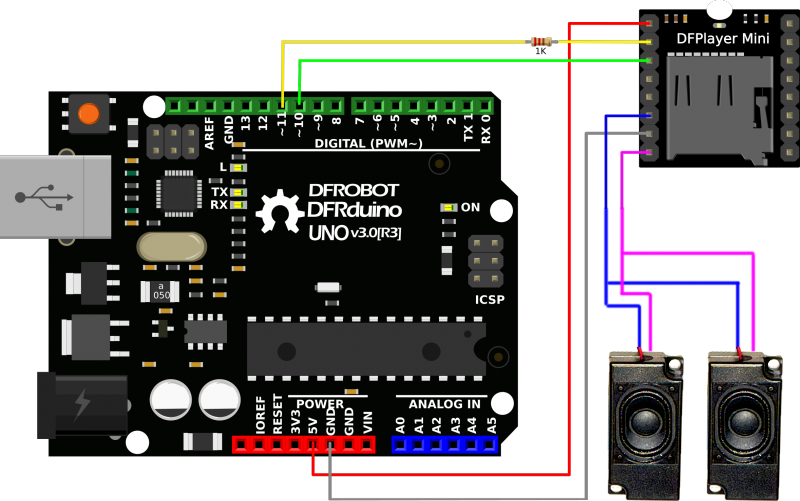 DFPlayer Mini
1K
AREF
GND
13
12
~11
~10
~9
8
7
~6
~5
4
~3
2
TX 1
RX 0
DIGITAL (PWM~)
L
TX
RX
DFROBOT
DFRduino
UNO v3.0[R3]
ON
ICSP
a
050
POWER
ANALOG IN
IOREF
RESET
3V3
5V
GND
GND
VIN
A0
A1
A2
A3
A4
A5